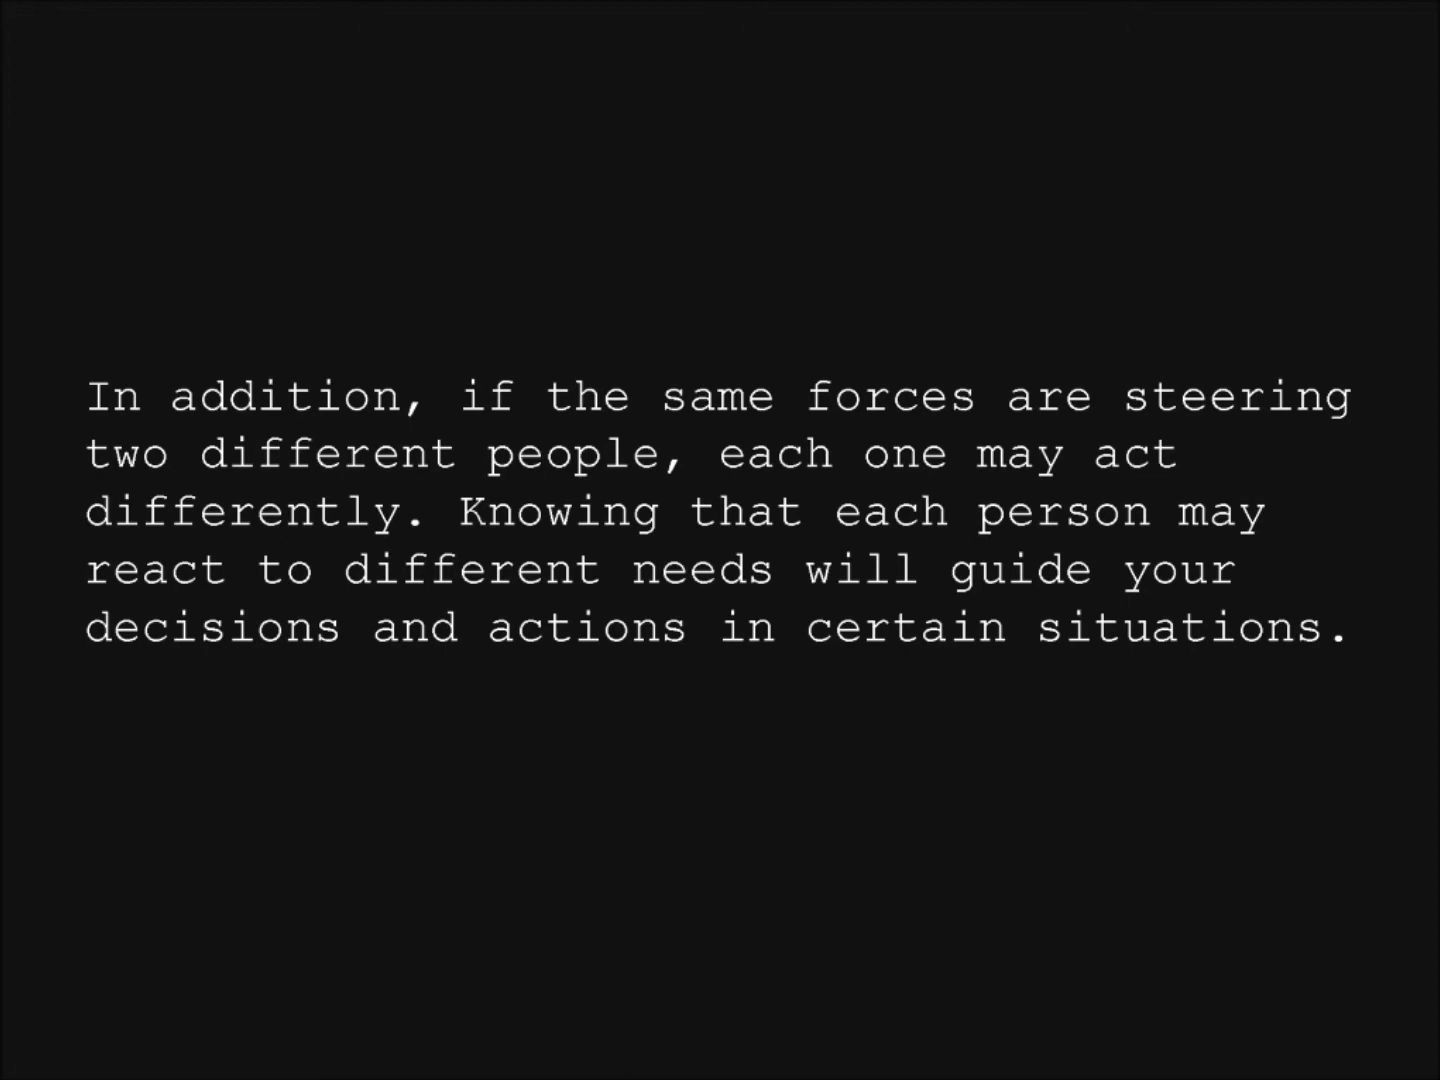 In addition, if the same forces are steering
two different people, each one may act
differently. Knowing that each person may
react to different needs will guide your
decisions and actions in certain situations.